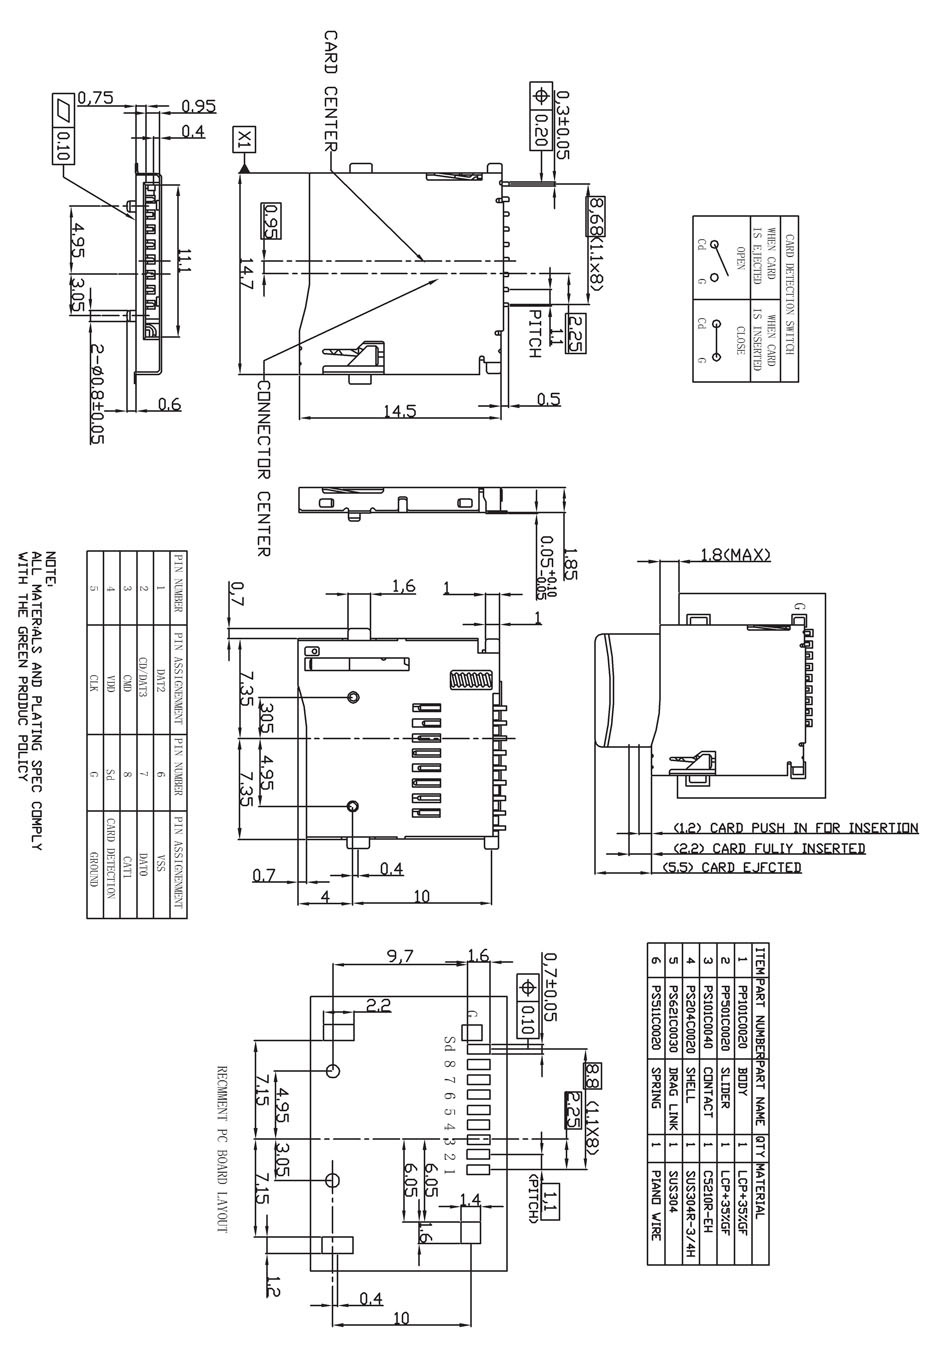 CARD CENTER
0,75
0.95
0.4
0.10
11.1
4.95
3.05
2-ø0.8±0.05
0.6
X1
0,3±0.05
0.20
8,68(1.1x8)
0.95
14.7
2.25
1.1
PITCH
0.5
14.5
CONNECTOR CENTER
CARD DETECTION SWITCH
WHEN CARD
IS EJECTED
WHEN CARD
IS INSERTED
OPEN
CLOSE
Cd
G
Cd
G
1.85
0.05 +0.10
-0.05
1.8(MAX)
G
(1.2) CARD PUSH IN FOR INSERTION
(2.2) CARD FULIY INSERTED
(5.5) CARD EJFCTED
0,7
1,6
1
1
7.35
305
4.95
7.35
0.7
4
0.4
10
PIN NUMBER PIN ASSIGNENMENT PIN NUMBER PIN ASSIGNENMENT
1 DAT2 6 VSS
2 CD/DAT3 7 DAT0
3 CMD 8 CAT1
4 VDD Sd CARD DETECTION
5 CLK G GROUND
NOTE:
ALL MATERIALS AND PLATING SPEC COMPLY
WITH THE GREEN PRODUC POLICY
ITEM PART NUMBER PART NAME QTY MATERIAL
1 PP101C0020 BODY 1 LCP+35%GF
2 PP501C0020 SLIDER 1 LCP+35%GF
3 PS101C0040 CONTACT 1 C5210R-EH
4 PS204C0020 SHELL 1 SUS304R-3/4H
5 PS621C0030 DRAG LINK 1 SUS304
6 PS511C0020 SPRING 1 PIANO WIRE
9,7
1.6
0,7±0.05
0.10
2.2
G
Sd 8 7 6 5 4 3 2 1
8.8 (1.1X8)
2.25
1,1
(PITCH)
7.15
4.95
3.05
7.15
6.05
6.05
1.4
1.6
1.2
0.4
10
RECMMENT PC BOARD LAYOUT